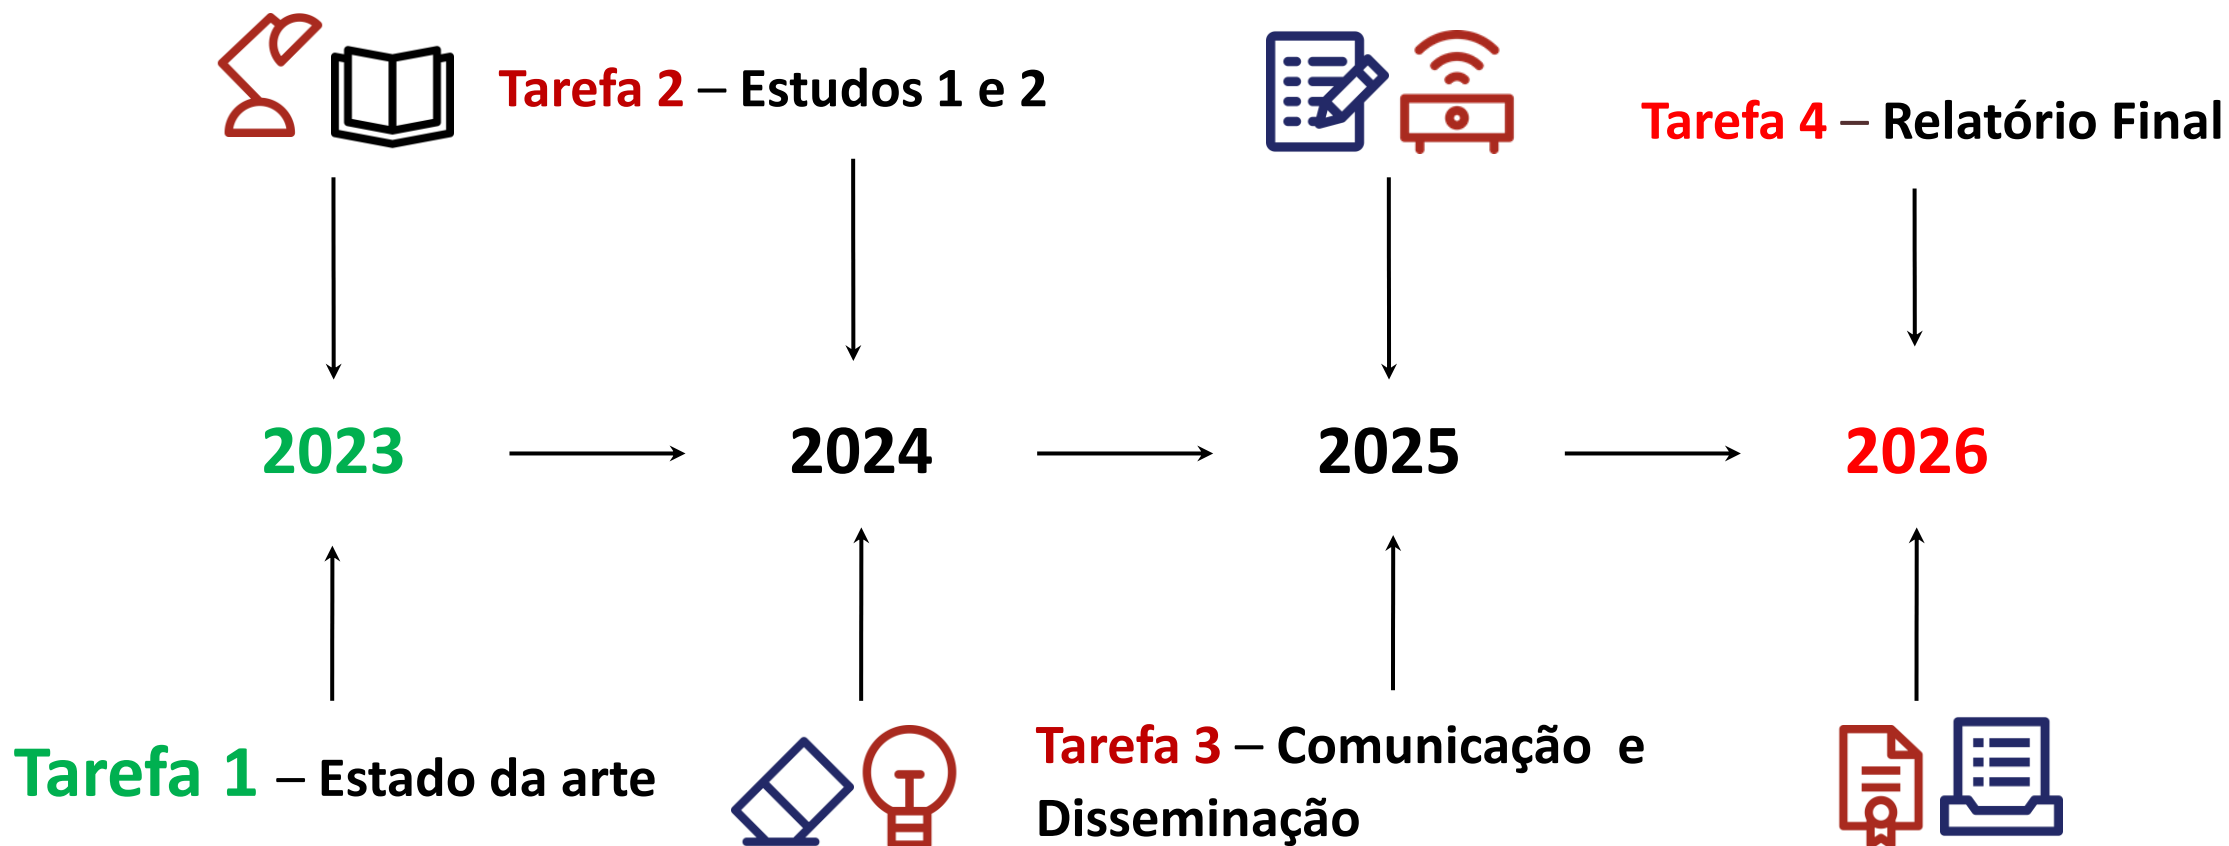 Tarefa 2 – Estudos 1 e 2
Tarefa 4 – Relatório Final
2023
2024
2025
2026
Tarefa 1 – Estado da arte
Tarefa 3 – Comunicação e
Disseminação